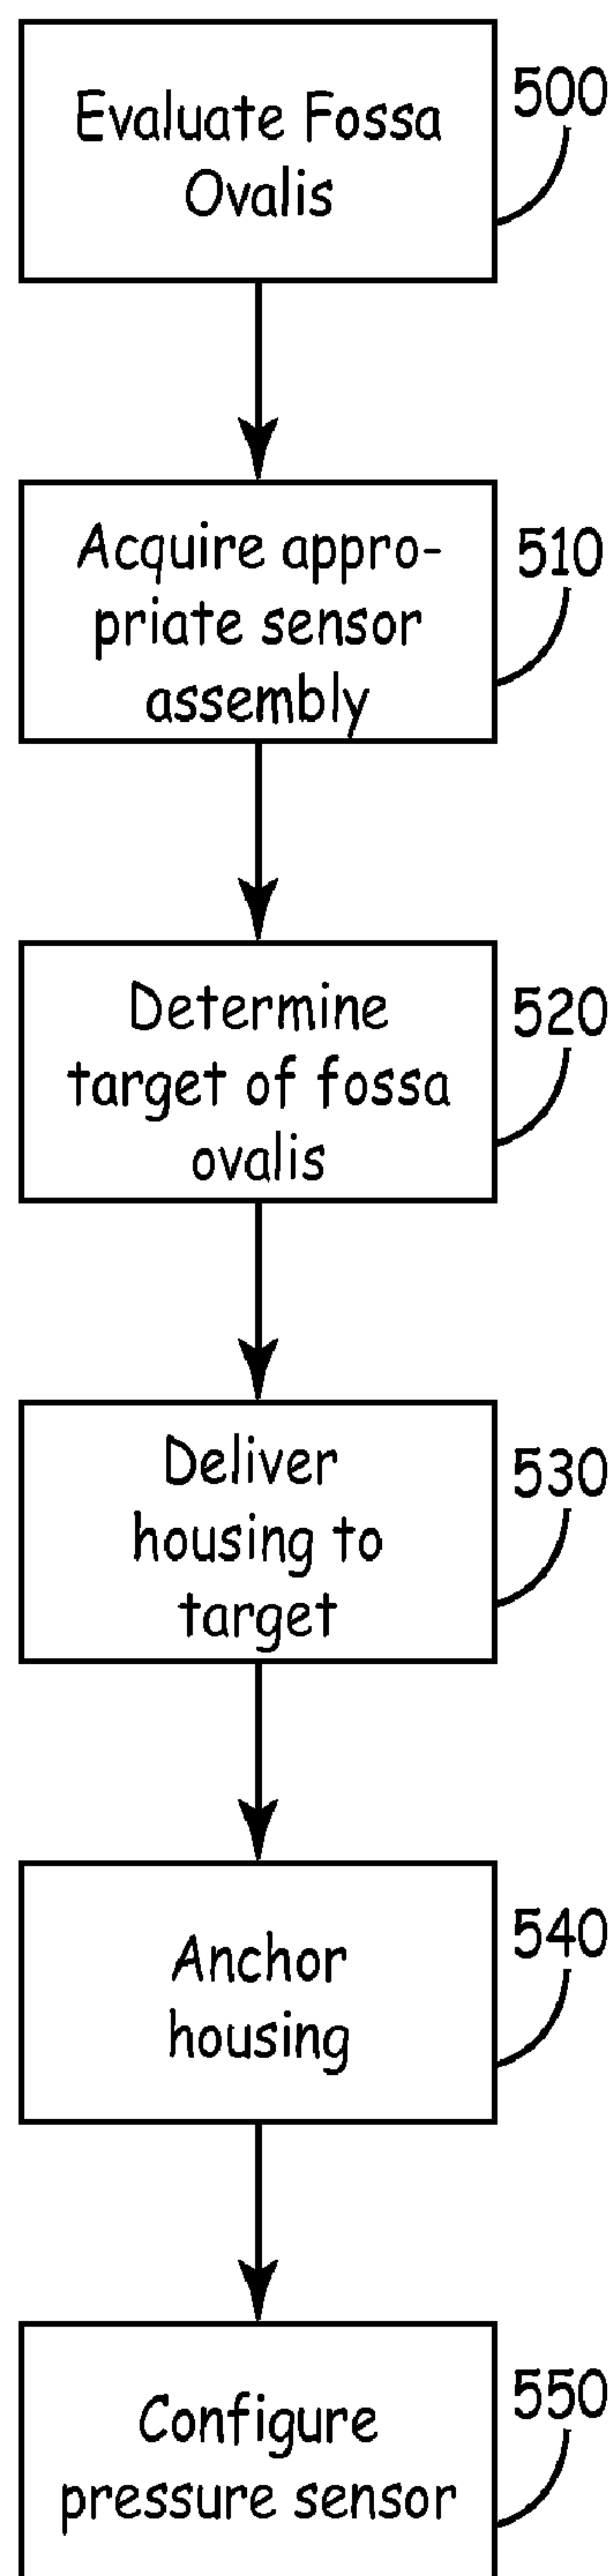 Evaluate Fossa
Ovalis
500
Acquire appro-
priate sensor
assembly
510
Determine
target of fossa
ovalis
520
Deliver
housing to
target
530
Anchor
housing
540
Configure
pressure sensor
550